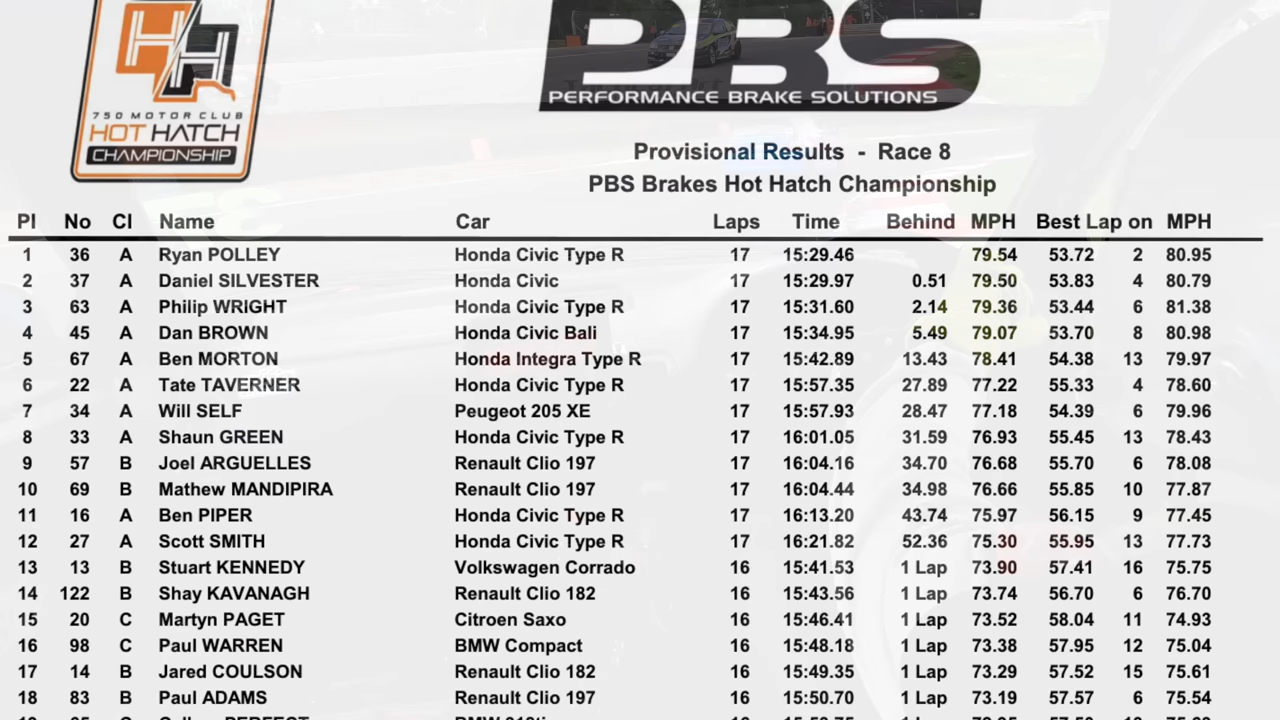 HH
750 MOTOR CLUB
HOT HATCH
CHAMPIONSHIP
PBS
PERFORMANCE BRAKE SOLUTIONS
Provisional Results - Race 8
PBS Brakes Hot Hatch Championship
Pl No Cl Name Car Laps Time Behind MPH Best Lap on MPH
1 36 A Ryan POLLEY Honda Civic Type R 17 15:29.46 79.54 53.72 2 80.95
2 37 A Daniel SILVESTER Honda Civic 17 15:29.97 0.51 79.50 53.83 4 80.79
3 63 A Philip WRIGHT Honda Civic Type R 17 15:31.60 2.14 79.36 53.44 6 81.38
4 45 A Dan BROWN Honda Civic Bali 17 15:34.95 5.49 79.07 53.70 8 80.98
5 67 A Ben MORTON Honda Integra Type R 17 15:42.89 13.43 78.41 54.38 13 79.97
6 22 A Tate TAVERNER Honda Civic Type R 17 15:57.35 27.89 77.22 55.33 4 78.60
7 34 A Will SELF Peugeot 205 XE 17 15:57.93 28.47 77.18 54.39 6 79.96
8 33 A Shaun GREEN Honda Civic Type R 17 16:01.05 31.59 76.93 55.45 13 78.43
9 57 B Joel ARGUELLES Renault Clio 197 17 16:04.16 34.70 76.68 55.70 6 78.08
10 69 B Mathew MANDIPIRA Renault Clio 197 17 16:04.44 34.98 76.66 55.85 10 77.87
11 16 A Ben PIPER Honda Civic Type R 17 16:13.20 43.74 75.97 56.15 9 77.45
12 27 A Scott SMITH Honda Civic Type R 17 16:21.82 52.36 75.30 55.95 13 77.73
13 13 B Stuart KENNEDY Volkswagen Corrado 16 15:41.53 1 Lap 73.90 57.41 16 75.75
14 122 B Shay KAVANAGH Renault Clio 182 16 15:43.56 1 Lap 73.74 56.70 6 76.70
15 20 C Martyn PAGET Citroen Saxo 16 15:46.41 1 Lap 73.52 58.04 11 74.93
16 98 C Paul WARREN BMW Compact 16 15:48.18 1 Lap 73.38 57.95 12 75.04
17 14 B Jared COULSON Renault Clio 182 16 15:49.35 1 Lap 73.29 57.52 15 75.61
18 83 B Paul ADAMS Renault Clio 197 16 15:50.70 1 Lap 73.19 57.57 6 75.54